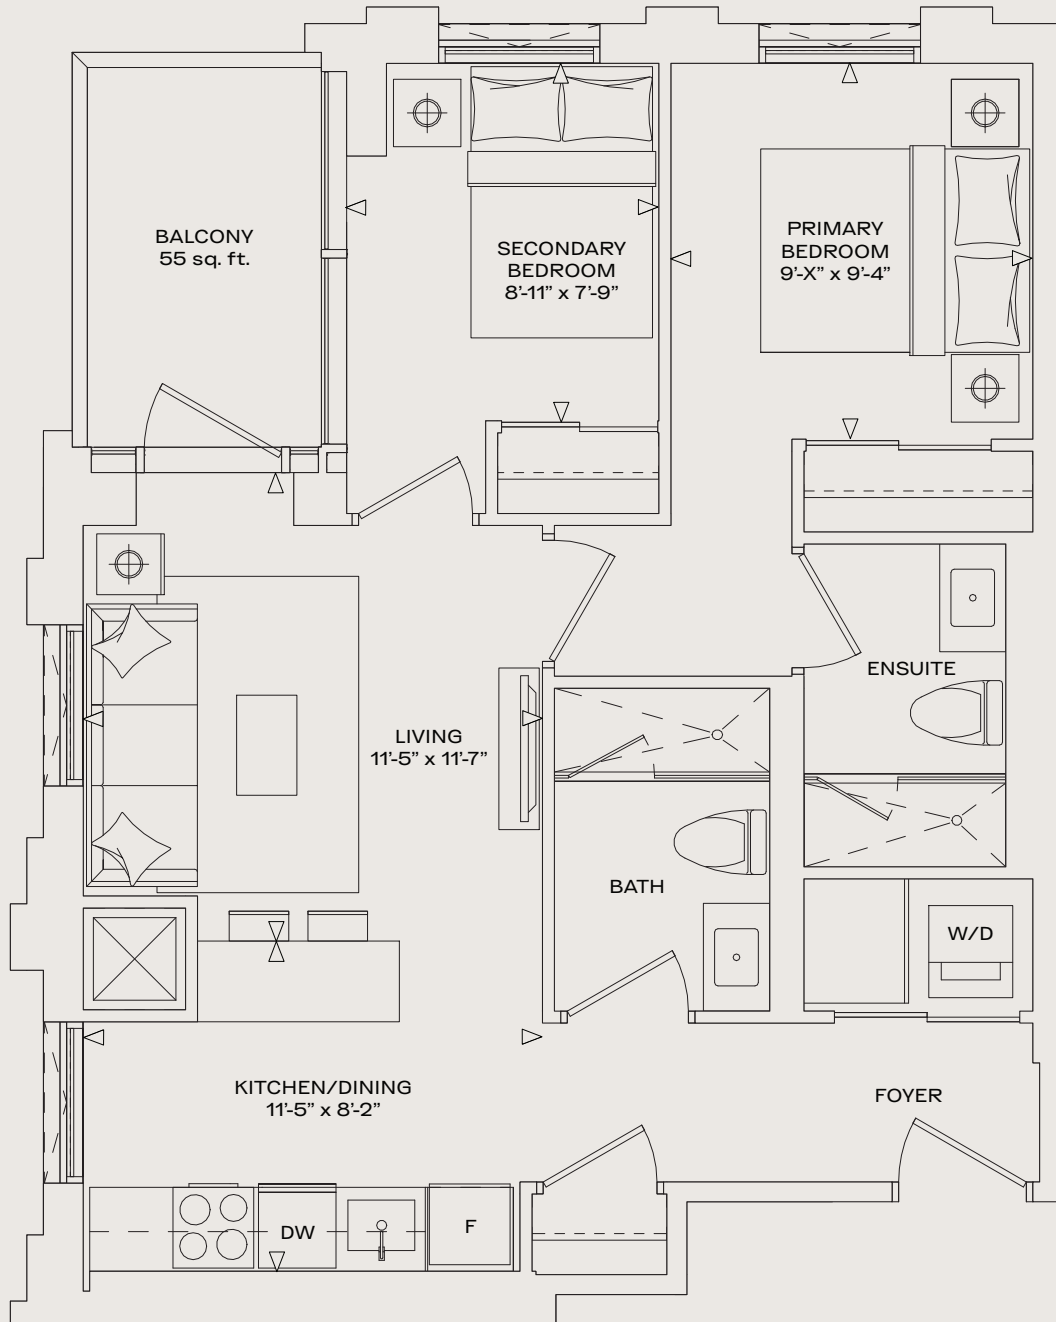 BALCONY
55 sq. ft.
SECONDARY
BEDROOM
8'-11” x 7'-9”
PRIMARY
BEDROOM
9'-X” x 9'-4”
ENSUITE
LIVING
11'-5” x 11'-7”
BATH
W/D
KITCHEN/DINING
11'-5” x 8'-2”
FOYER
DW
F